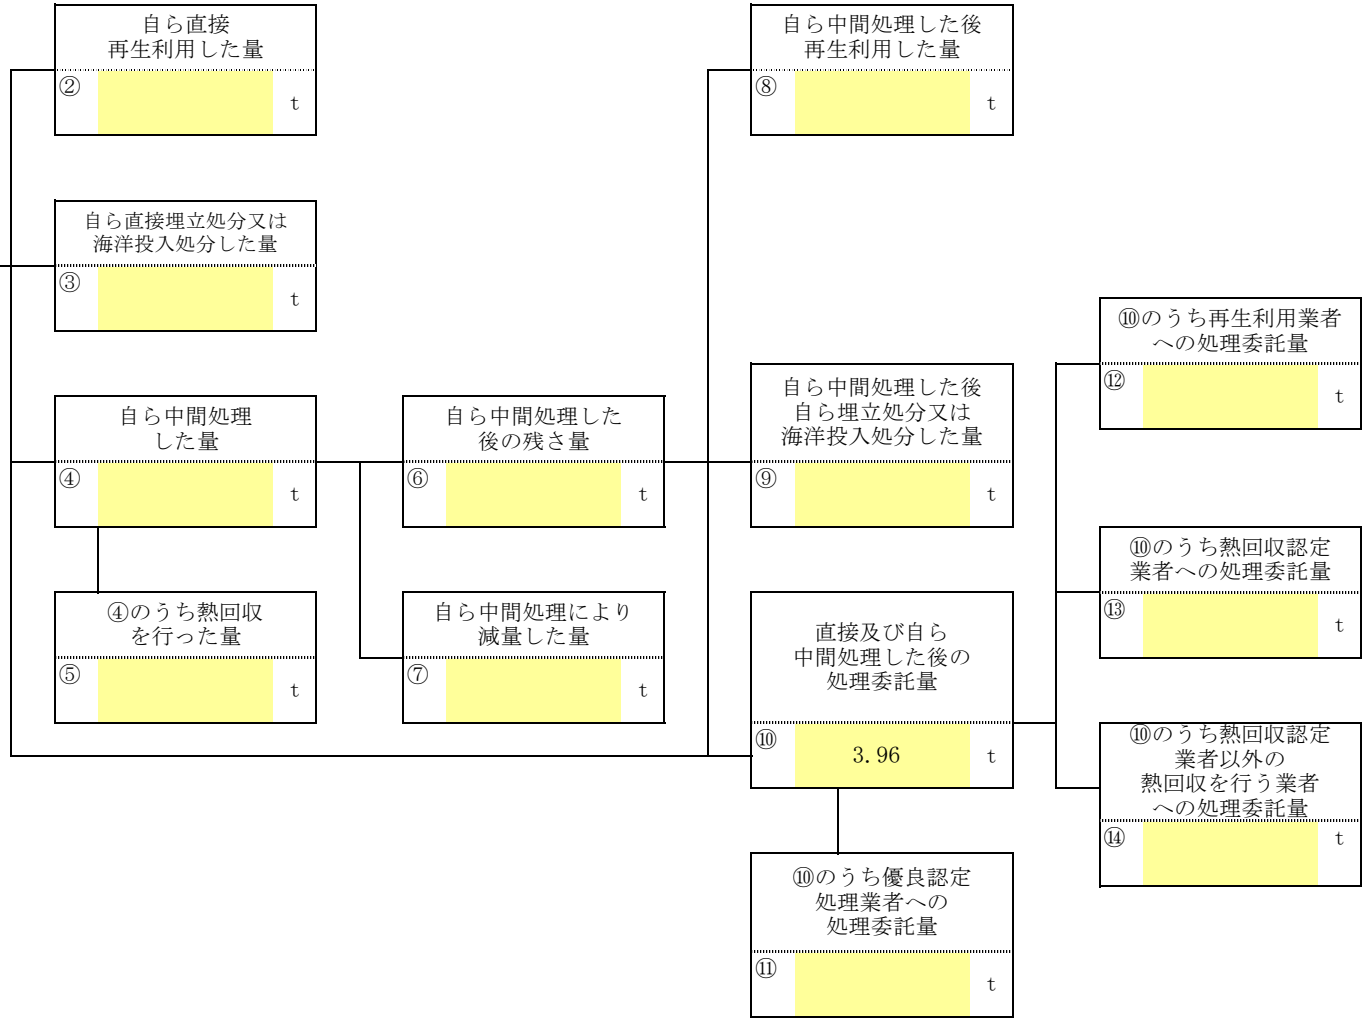 自ら直接
再生利用した量
②
t
自ら直接埋立処分又は
海洋投入処分した量
③
t
自ら中間処理
した量
④
t
④のうち熱回収
を行った量
⑤
t
自ら中間処理した
後の残さ量
⑥
t
自ら中間処理により
減量した量
⑦
t
自ら中間処理した後
再生利用した量
⑧
t
自ら中間処理した後
自ら埋立処分又は
海洋投入処分した量
⑨
t
直接及び自ら
中間処理した後の
処理委託量
⑩ 3.96 t
⑩のうち優良認定
処理業者への
処理委託量
⑪
t
⑩のうち再生利用業者
への処理委託量
⑫
t
⑩のうち熱回収認定
業者への処理委託量
⑬
t
⑩のうち熱回収認定
業者以外の
熱回収を行う業者
への処理委託量
⑭
t